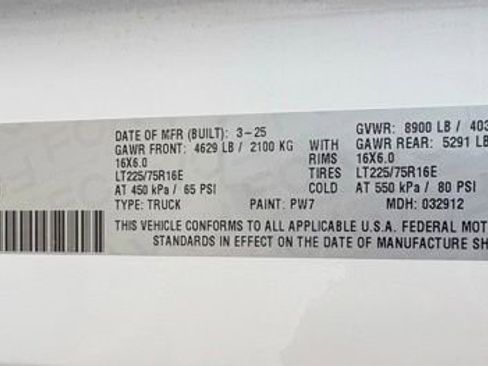 DATE OF MFR (BUILT): 3-25 GVWR: 8900 LB /
GAWR FRONT: 4629 LB / 2100 KG WITH GAWR REAR: 5291 LB
16X6.0 RIMS 16X6.0
LT225/75R16E TIRES LT225/75R16E
AT 450 kPa / 65 PSI COLD AT 550 kPa / 80 PSI
TYPE: TRUCK PAINT: PW7 MDH: 032912
THIS VEHICLE CONFORMS TO ALL APPLICABLE U.S.A. FEDERAL
STANDARDS IN EFFECT ON THE DATE OF MANUFACTURE